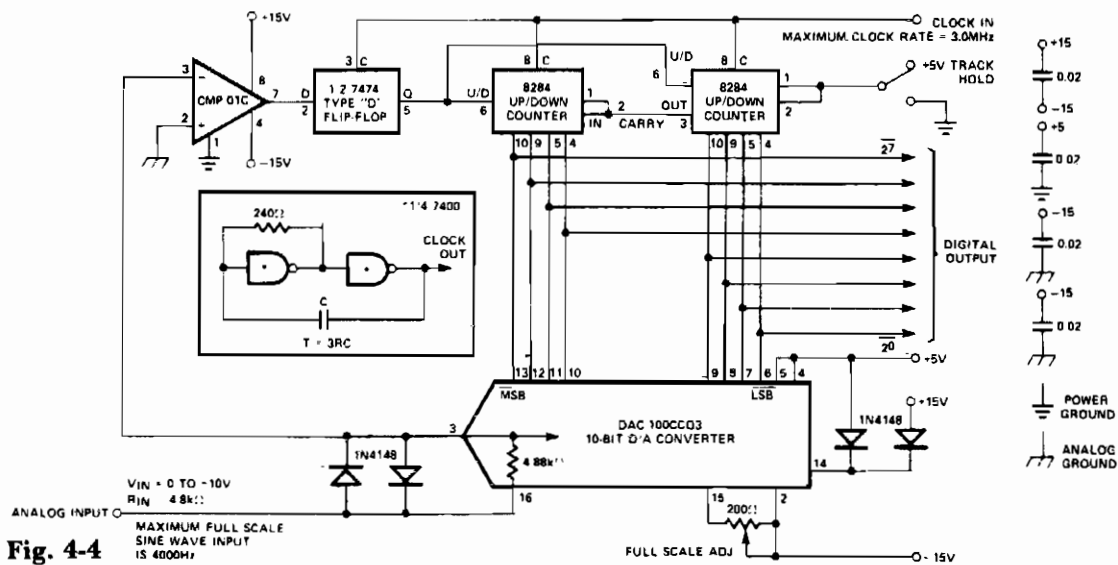 +15V
CLOCK IN
MAXIMUM CLOCK RATE = 3.0MHz
3 C
8 C
8 C
U/D
6
3
−
8
CMP 01C
7
D
2
1 2 7474
TYPE "D"
FLIP-FLOP
Q
5
U/D
6
8284
UP/DOWN
COUNTER
1
IN
2
CARRY
OUT
3
8284
UP/DOWN
COUNTER
1
2
+5V TRACK
HOLD
2
+
4
1
-15V
10 9 5 4
10 9 5 4
27
DIGITAL
OUTPUT
20
11'4 7400
240Ω
CLOCK
OUT
C
T = 3RC
+15
0.02
-15
+5
0.02
-15
0.02
-15
0.02
POWER
GROUND
ANALOG
GROUND
13 12 11 10
9 8 7 6 5 4
MSB
LSB
+5V
+15V
1N4148
DAC 100CC03
10-BIT D/A CONVERTER
3
4.88k
14
1N4148
16
15
2
200Ω
FULL SCALE ADJ
- 15V
VIN = 0 TO -10V
RIN 4.8k
ANALOG INPUT
MAXIMUM FULL SCALE
SINE WAVE INPUT
IS 4000Hz
Fig. 4-4